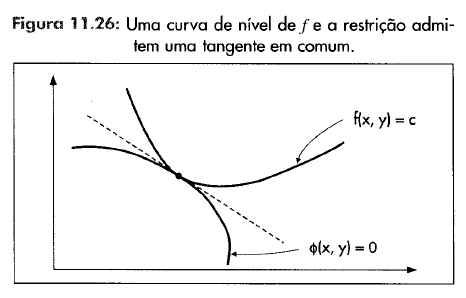 Figura 11.26: Uma curva de nível de f e a restrição admi-
tem uma tangente em comum.
f(x, y) = c
ϕ(x, y) = 0